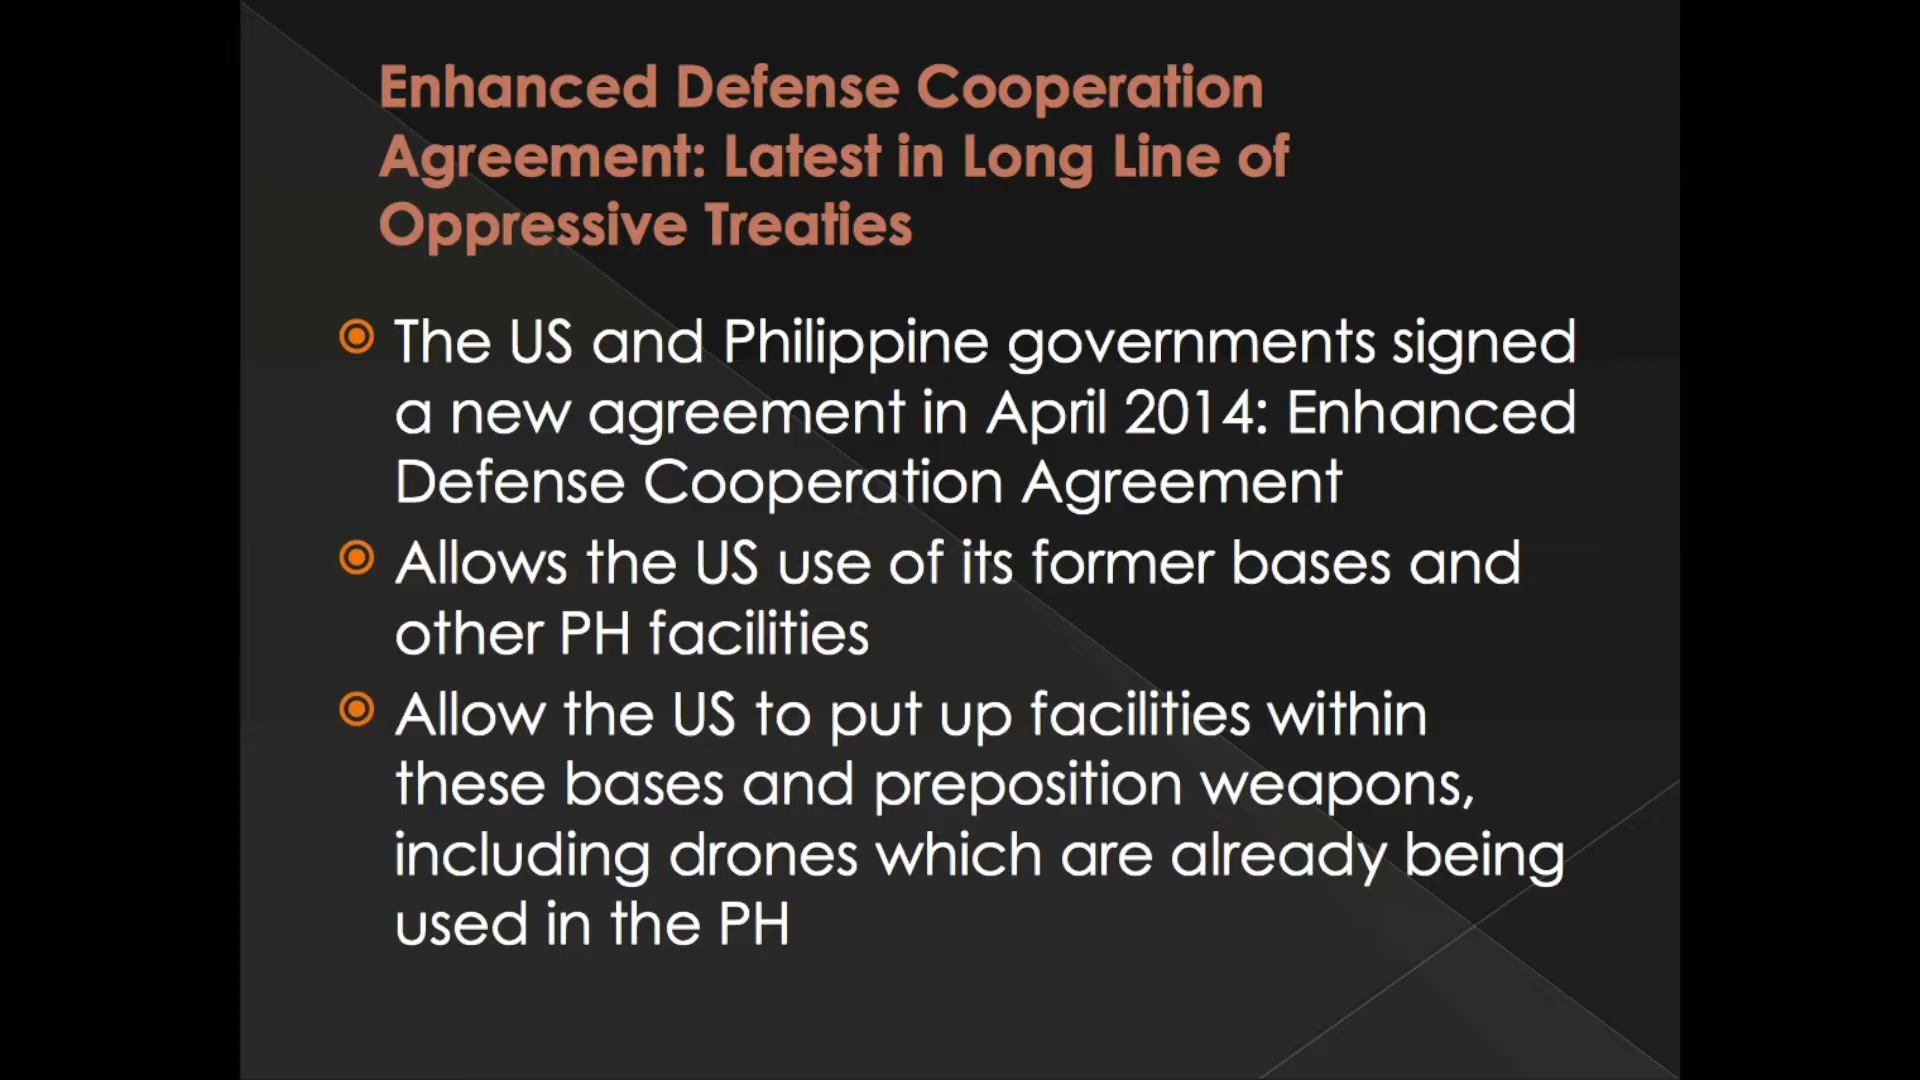 Enhanced Defense Cooperation
Agreement: Latest in Long Line of
Oppressive Treaties
The US and Philippine governments signed
a new agreement in April 2014: Enhanced
Defense Cooperation Agreement
Allows the US use of its former bases and
other PH facilities
Allow the US to put up facilities within
these bases and preposition weapons,
including drones which are already being
used in the PH